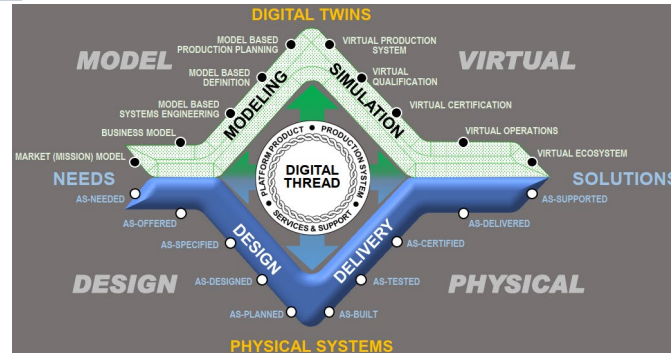 DIGITAL TWINS
MODEL
VIRTUAL
MODEL BASED
PRODUCTION PLANNING
VIRTUAL PRODUCTION
SYSTEM
MODEL BASED
DEFINITION
VIRTUAL
QUALIFICATION
MODELING
SIMULATION
MODEL BASED
SYSTEMS ENGINEERING
VIRTUAL CERTIFICATION
BUSINESS MODEL
VIRTUAL OPERATIONS
MARKET (MISSION) MODEL
VIRTUAL ECOSYSTEM
PLATFORM PRODUCT • PRODUCTION SYSTEM •
DIGITAL
THREAD
SERVICES & SUPPORT
NEEDS
SOLUTIONS
AS-NEEDED
AS-SUPPORTED
AS-OFFERED
AS-DELIVERED
AS-SPECIFIED
AS-CERTIFIED
DESIGN
DELIVERY
DESIGN
PHYSICAL
AS-DESIGNED
AS-TESTED
AS-PLANNED
AS-BUILT
PHYSICAL SYSTEMS